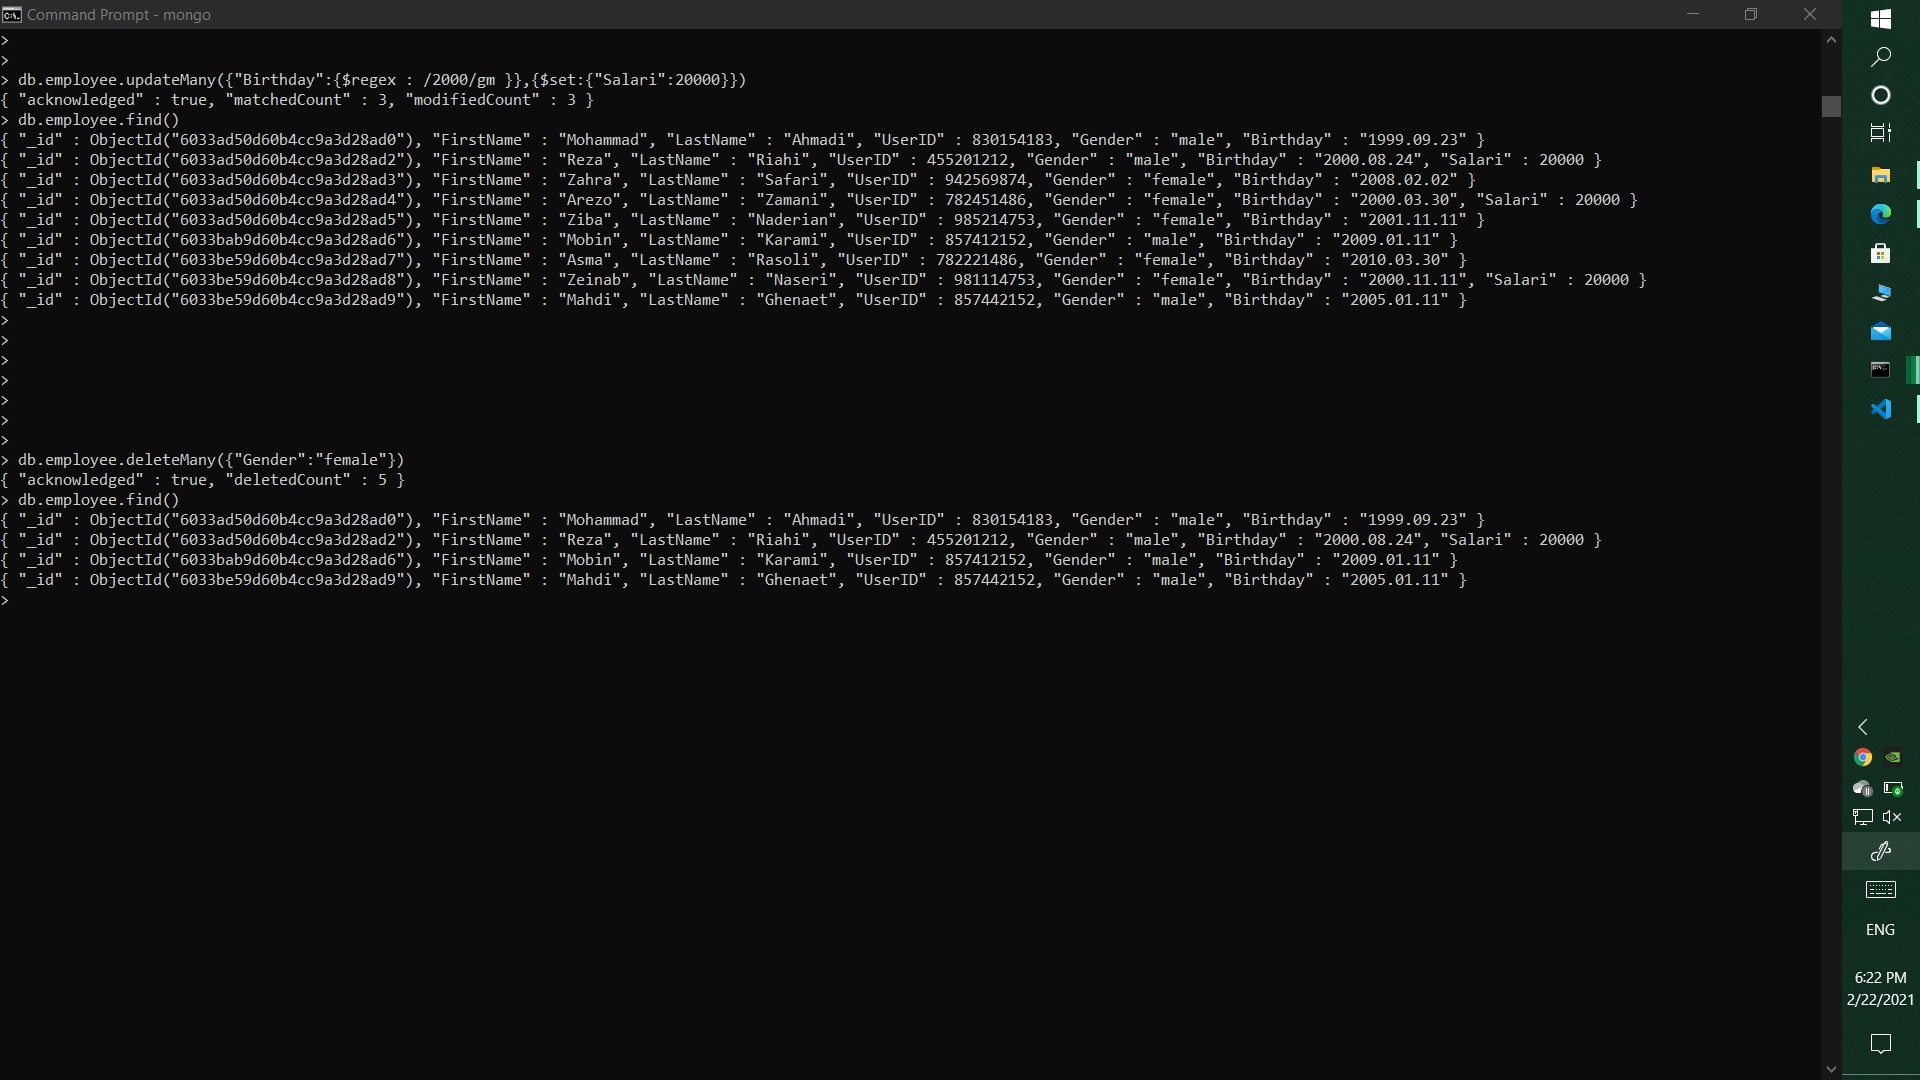 Command Prompt - mongo
>
>
> db.employee.updateMany({"Birthday":{$regex : /2000/gm }},{$set:{"Salari":20000}})
{ "acknowledged" : true, "matchedCount" : 3, "modifiedCount" : 3 }
> db.employee.find()
{ "_id" : ObjectId("6033ad50d60b4cc9a3d28ad0"), "FirstName" : "Mohammad", "LastName" : "Ahmadi", "UserID" : 830154183, "Gender" : "male", "Birthday" : "1999.09.23" }
{ "_id" : ObjectId("6033ad50d60b4cc9a3d28ad2"), "FirstName" : "Reza", "LastName" : "Riahi", "UserID" : 455201212, "Gender" : "male", "Birthday" : "2000.08.24", "Salari" : 20000 }
{ "_id" : ObjectId("6033ad50d60b4cc9a3d28ad3"), "FirstName" : "Zahra", "LastName" : "Safari", "UserID" : 942569874, "Gender" : "female", "Birthday" : "2008.02.02" }
{ "_id" : ObjectId("6033ad50d60b4cc9a3d28ad4"), "FirstName" : "Arezo", "LastName" : "Zamani", "UserID" : 782451486, "Gender" : "female", "Birthday" : "2000.03.30", "Salari" : 20000 }
{ "_id" : ObjectId("6033ad50d60b4cc9a3d28ad5"), "FirstName" : "Ziba", "LastName" : "Naderian", "UserID" : 985214753, "Gender" : "female", "Birthday" : "2001.11.11" }
{ "_id" : ObjectId("6033bab9d60b4cc9a3d28ad6"), "FirstName" : "Mobin", "LastName" : "Karami", "UserID" : 857412152, "Gender" : "male", "Birthday" : "2009.01.11" }
{ "_id" : ObjectId("6033be59d60b4cc9a3d28ad7"), "FirstName" : "Asma", "LastName" : "Rasoli", "UserID" : 782221486, "Gender" : "female", "Birthday" : "2010.03.30" }
{ "_id" : ObjectId("6033be59d60b4cc9a3d28ad8"), "FirstName" : "Zeinab", "LastName" : "Naseri", "UserID" : 981114753, "Gender" : "female", "Birthday" : "2000.11.11", "Salari" : 20000 }
{ "_id" : ObjectId("6033be59d60b4cc9a3d28ad9"), "FirstName" : "Mahdi", "LastName" : "Ghenaet", "UserID" : 857442152, "Gender" : "male", "Birthday" : "2005.01.11" }
>
>
>
>
>
>
>
> db.employee.deleteMany({"Gender":"female"})
{ "acknowledged" : true, "deletedCount" : 5 }
> db.employee.find()
{ "_id" : ObjectId("6033ad50d60b4cc9a3d28ad0"), "FirstName" : "Mohammad", "LastName" : "Ahmadi", "UserID" : 830154183, "Gender" : "male", "Birthday" : "1999.09.23" }
{ "_id" : ObjectId("6033ad50d60b4cc9a3d28ad2"), "FirstName" : "Reza", "LastName" : "Riahi", "UserID" : 455201212, "Gender" : "male", "Birthday" : "2000.08.24", "Salari" : 20000 }
{ "_id" : ObjectId("6033bab9d60b4cc9a3d28ad6"), "FirstName" : "Mobin", "LastName" : "Karami", "UserID" : 857412152, "Gender" : "male", "Birthday" : "2009.01.11" }
{ "_id" : ObjectId("6033be59d60b4cc9a3d28ad9"), "FirstName" : "Mahdi", "LastName" : "Ghenaet", "UserID" : 857442152, "Gender" : "male", "Birthday" : "2005.01.11" }
>
ENG
6:22 PM
2/22/2021